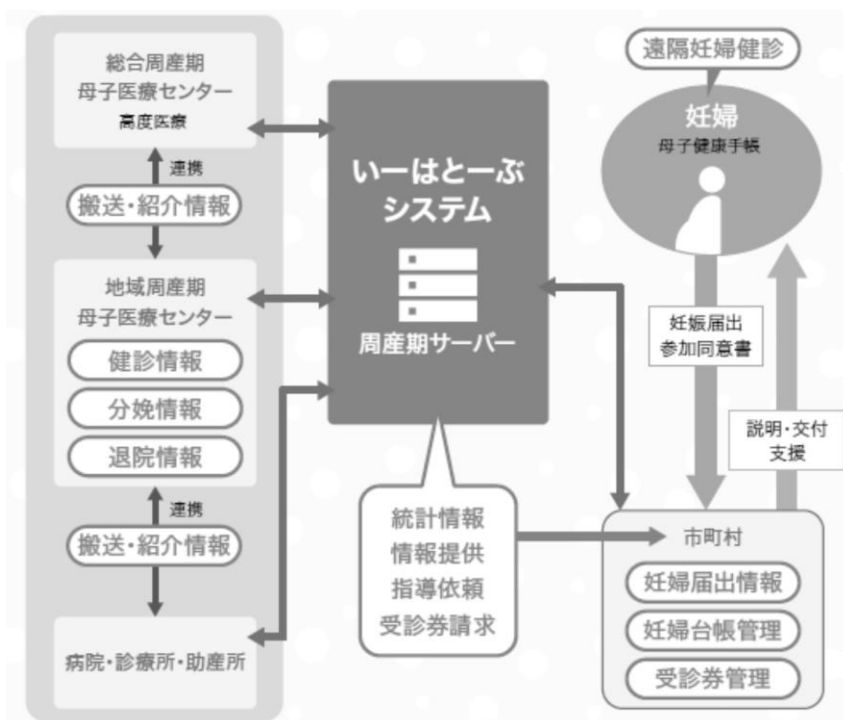 総合周産期
母子医療センター
高度医療
連携
搬送・紹介情報
地域周産期
母子医療センター
健診情報
分娩情報
退院情報
連携
搬送・紹介情報
病院・診療所・助産所
いーはとーぶ
システム
周産期サーバー
統計情報
情報提供
指導依頼
受診券請求
遠隔妊婦健診
妊婦
母子健康手帳
妊娠届出
参加同意書
説明・交付
支援
市町村
妊婦届出情報
妊婦台帳管理
受診券管理